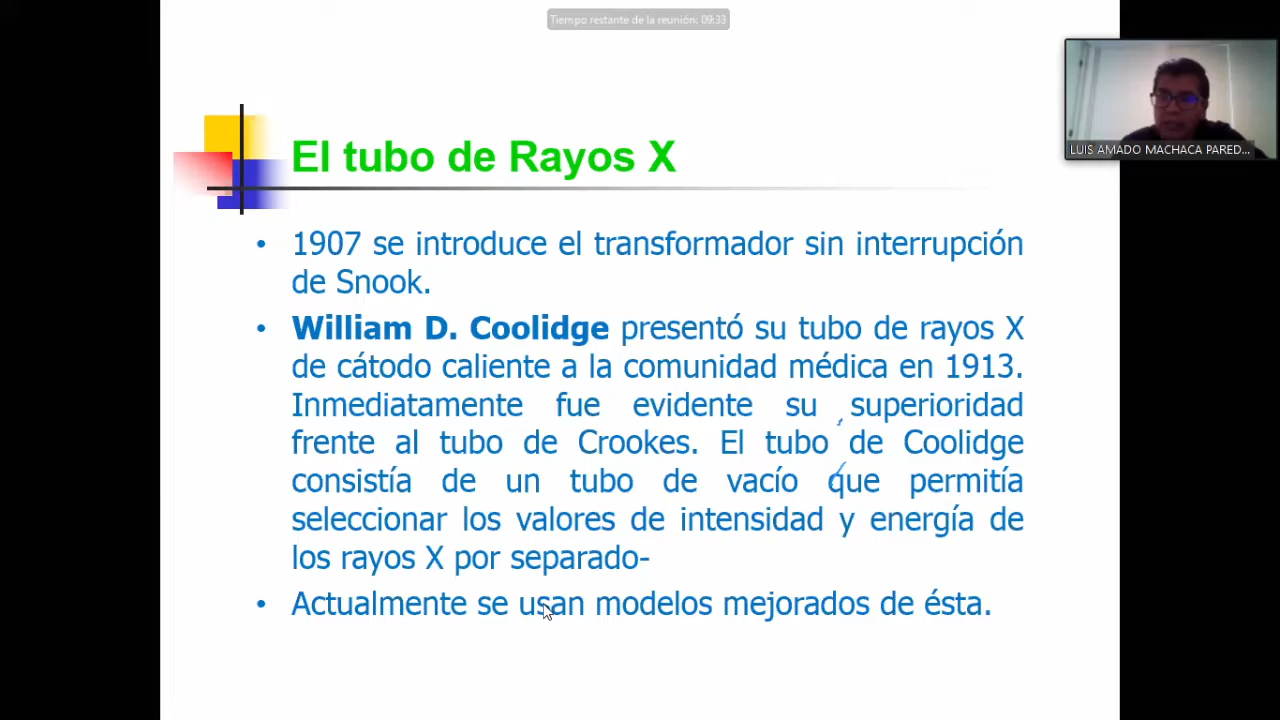 Tiempo restante de la reunión: 09:33
LUIS AMADO MACHACA PARED...
El tubo de Rayos X
• 1907 se introduce el transformador sin interrupción
de Snook.
• William D. Coolidge presentó su tubo de rayos X
de cátodo caliente a la comunidad médica en 1913.
Inmediatamente fue evidente su superioridad
frente al tubo de Crookes. El tubo de Coolidge
consistía de un tubo de vacío que permitía
seleccionar los valores de intensidad y energía de
los rayos X por separado-
• Actualmente se usan modelos mejorados de ésta.